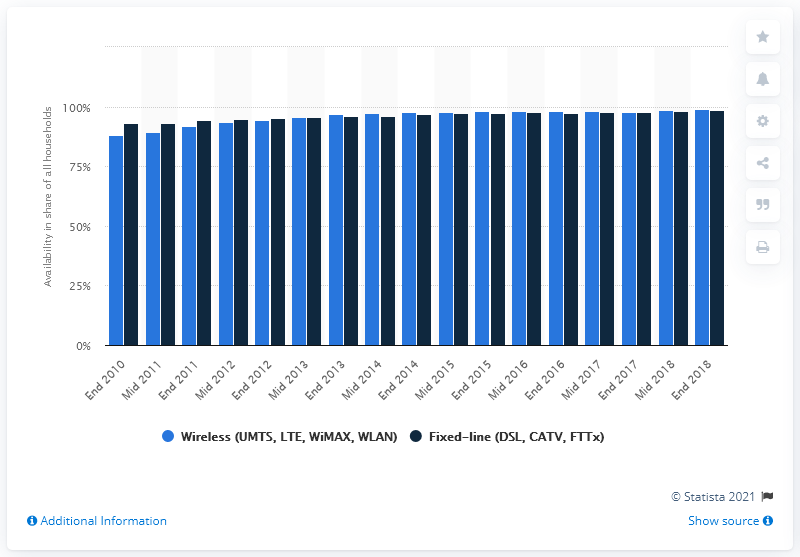 Availability in share of all households
100%
75%
50%
25%
0%
End 2010
Mid 2011
End 2011
Mid 2012
End 2012
Mid 2013
End 2013
Mid 2014
End 2014
Mid 2015
End 2015
Mid 2016
End 2016
Mid 2017
End 2017
Mid 2018
End 2018
Wireless (UMTS, LTE, WiMAX, WLAN)
Fixed-line (DSL, CATV, FTTx)
© Statista 2021
Additional Information
Show source